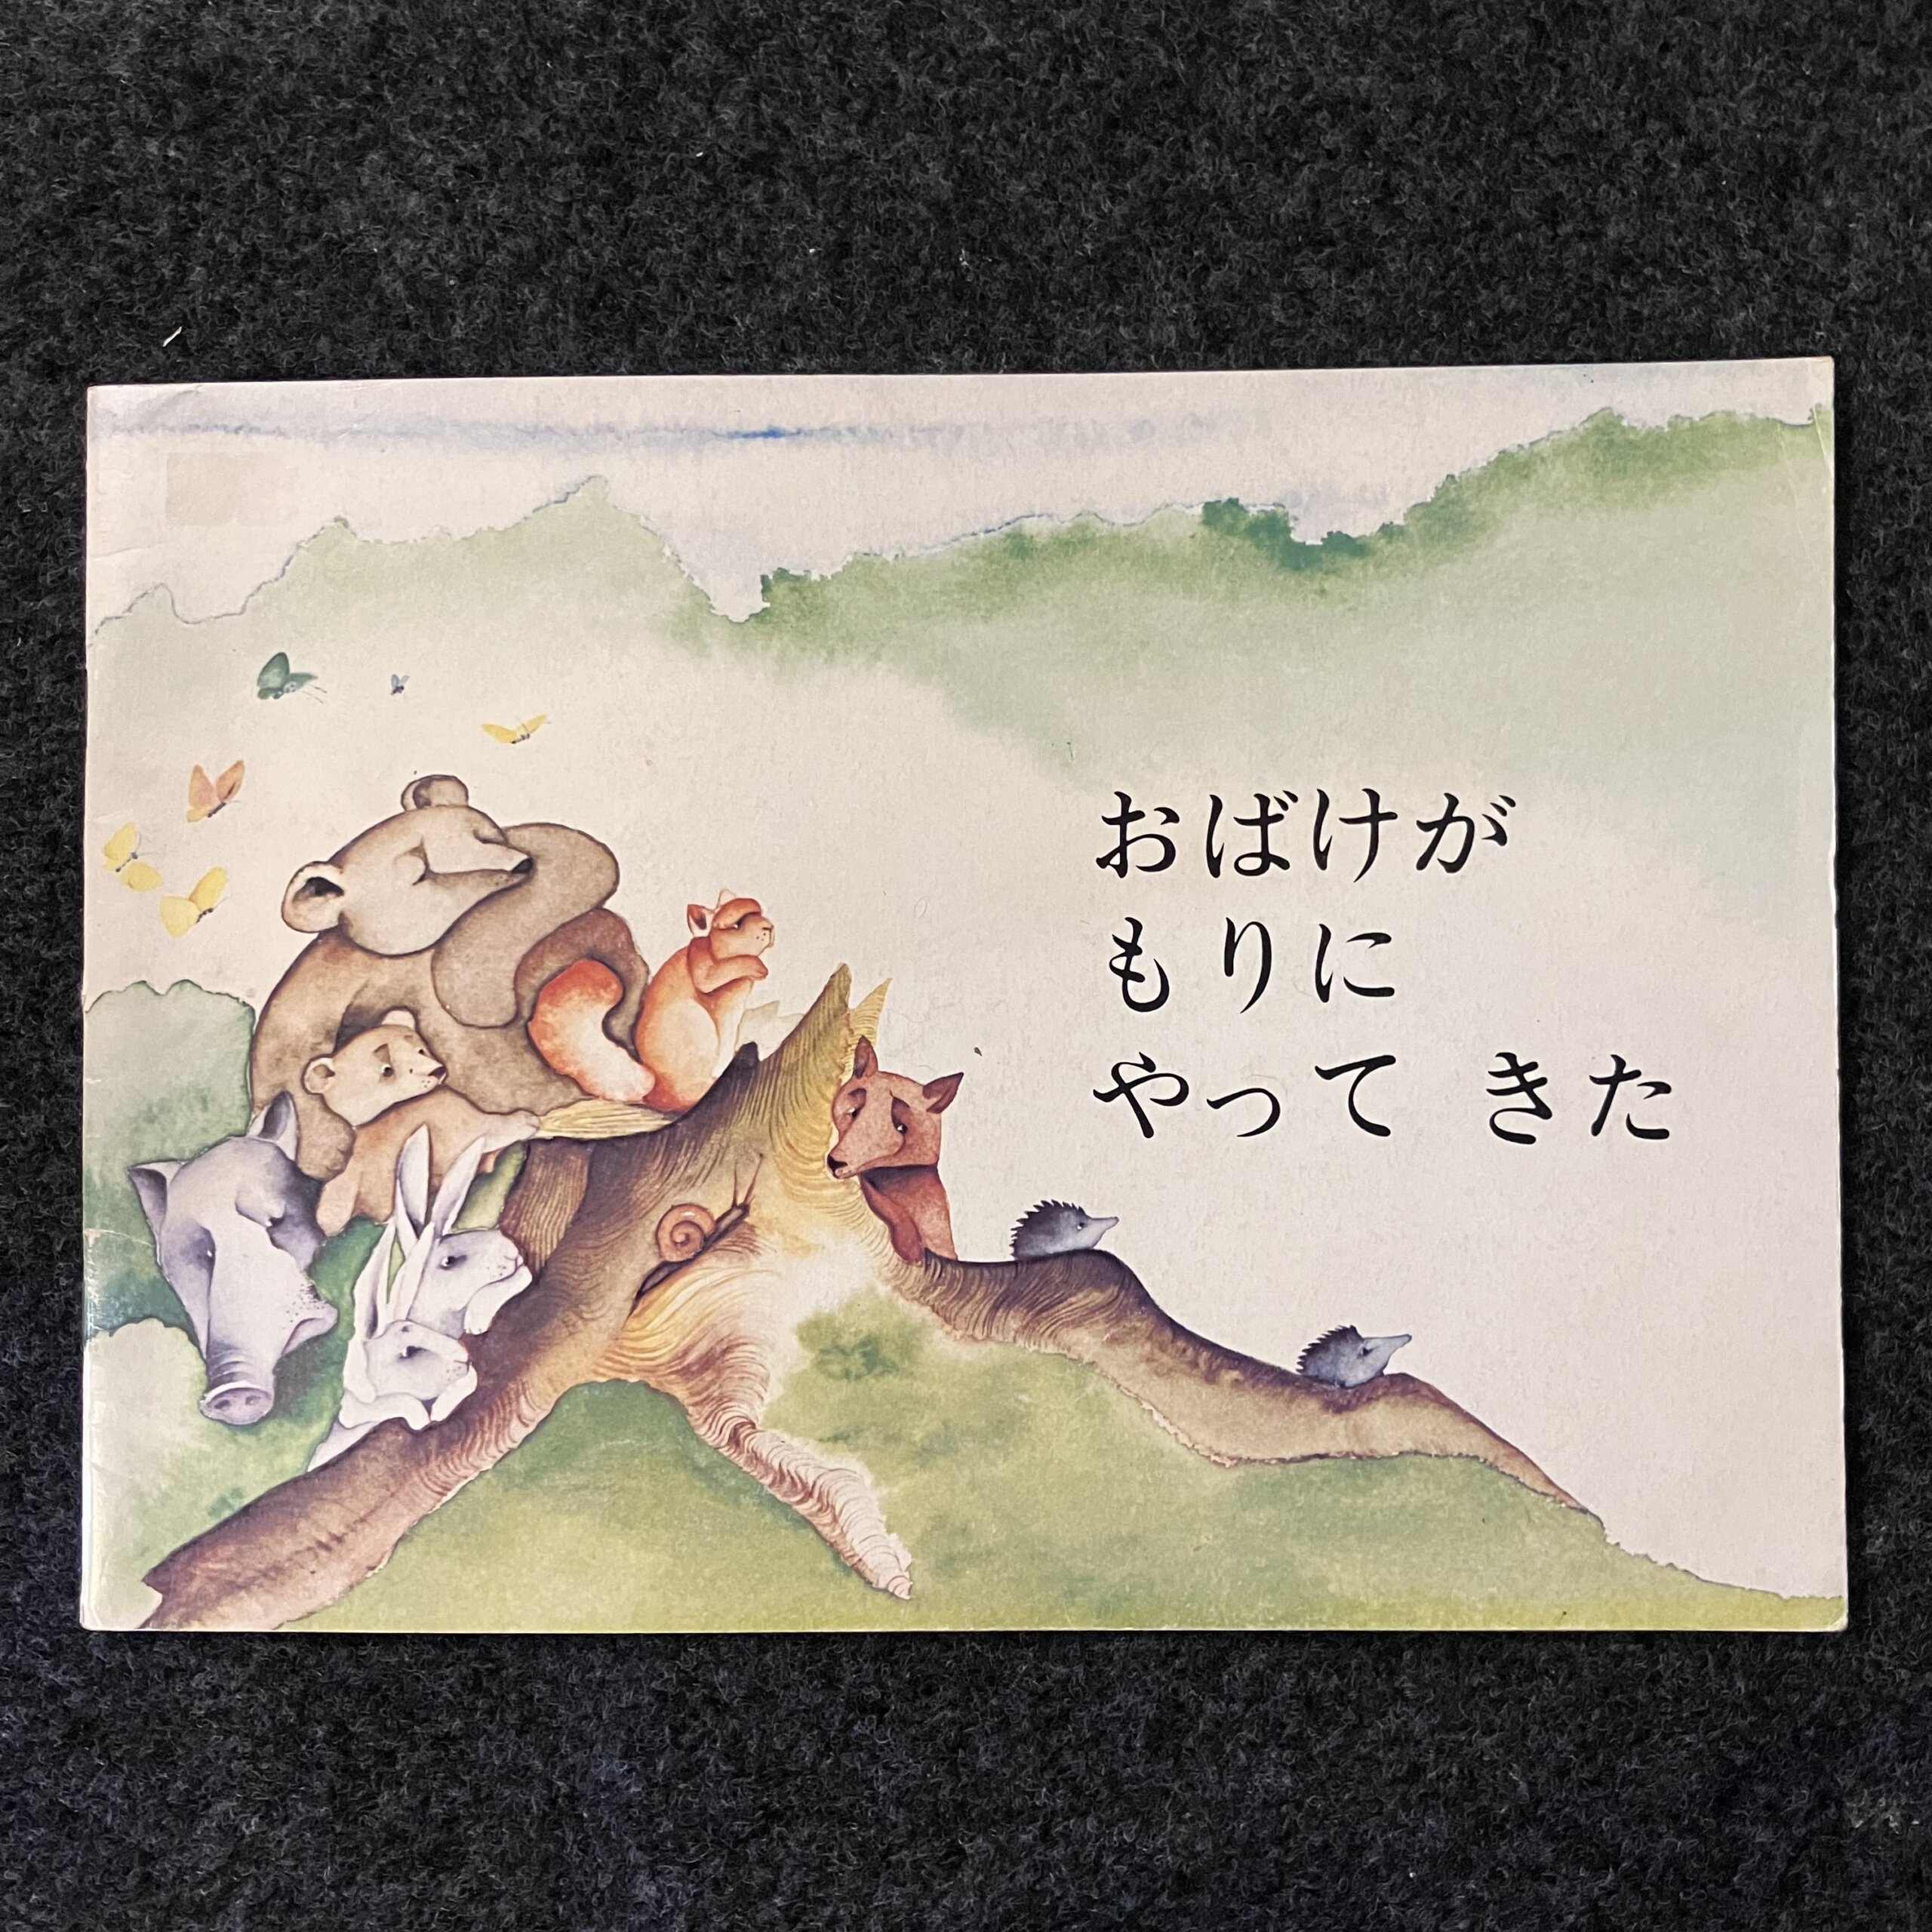 おばけが
もりに
やって きた